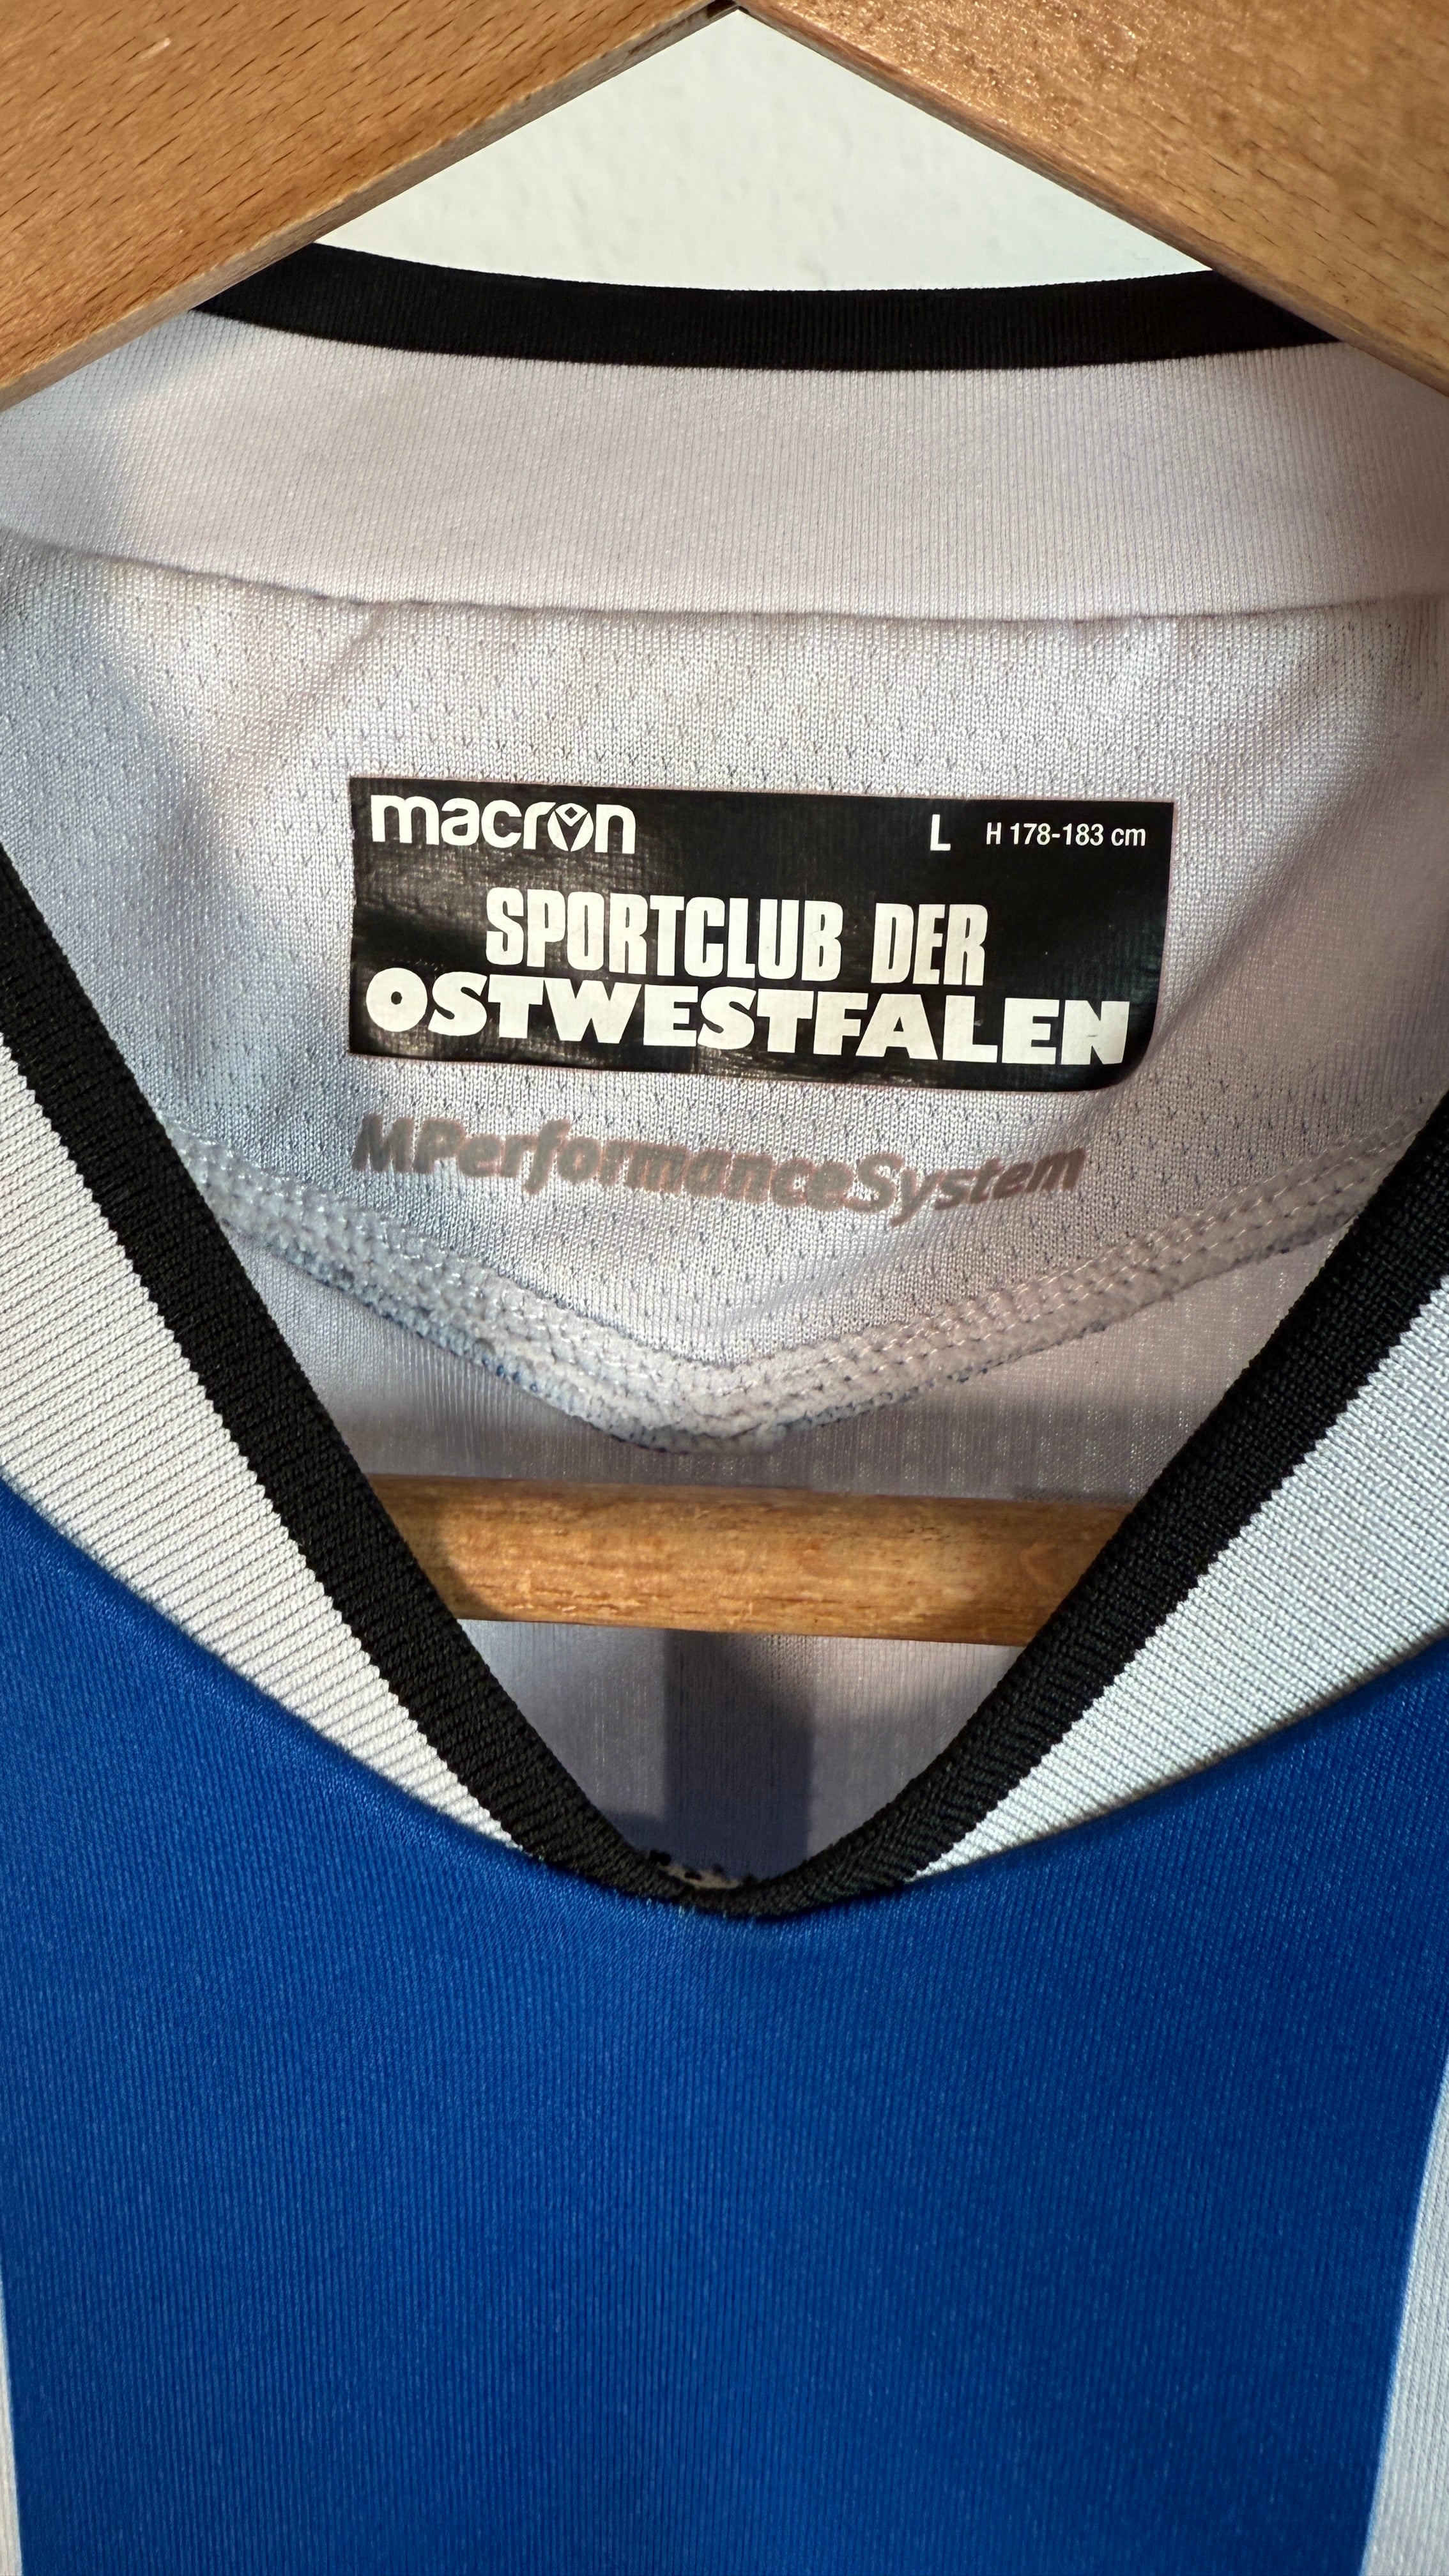 macron L H 178-183 cm
SPORTCLUB DER
OSTWESTFALEN
MPerformanceSystem